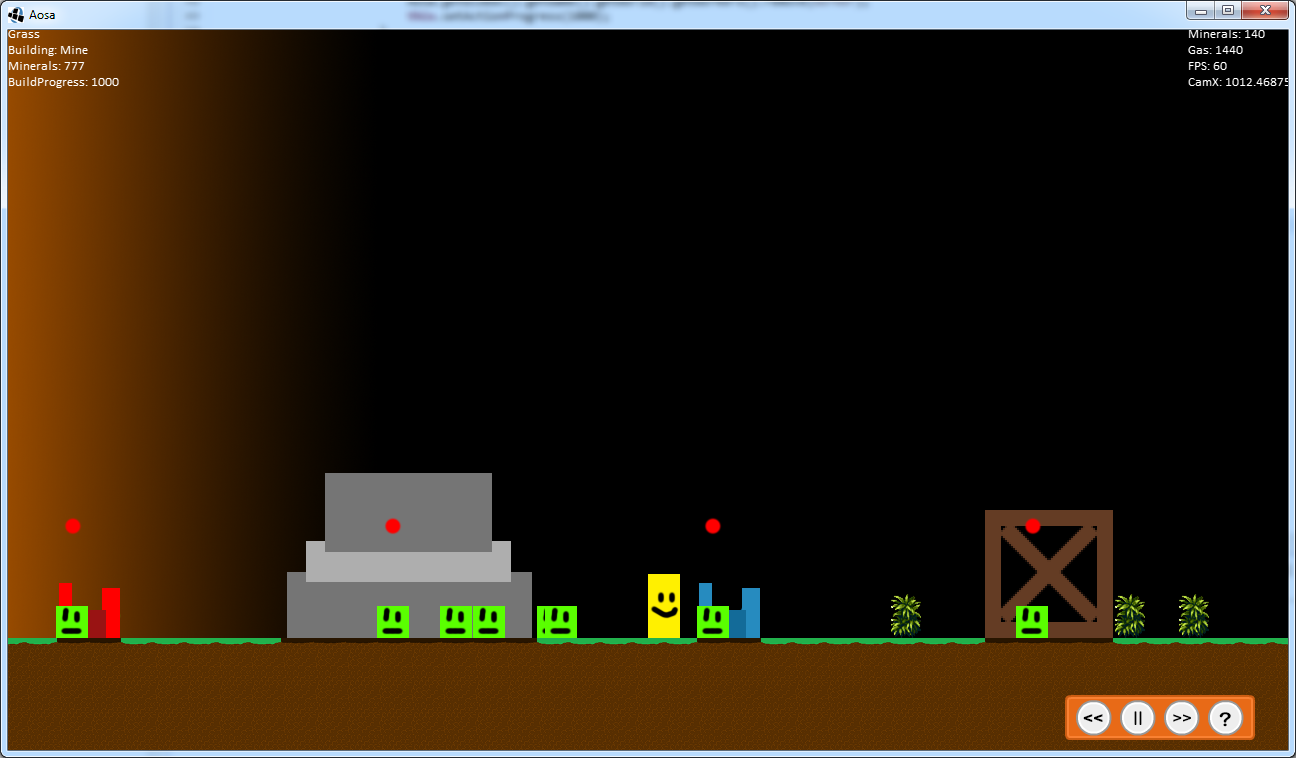 Aosa
Grass
Building: Mine
Minerals: 777
BuildProgress: 1000
Minerals: 140
Gas: 1440
FPS: 60
CamX: 1012.46875
<< || >> ?